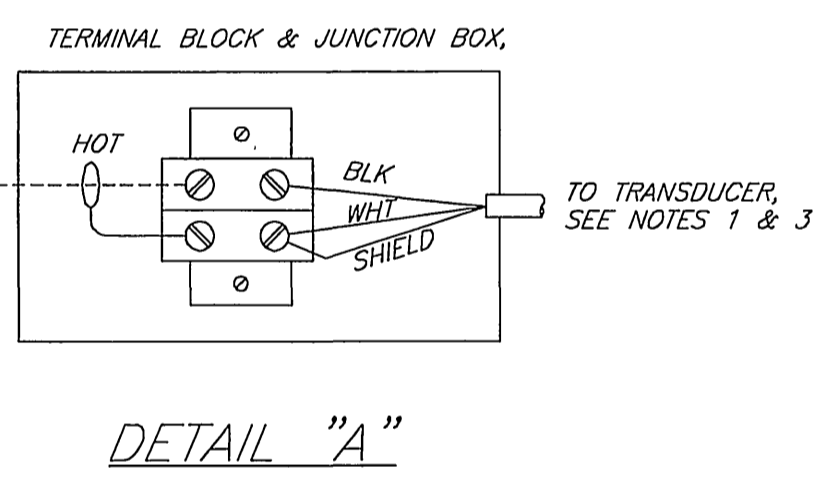 TERMINAL BLOCK & JUNCTION BOX,
HOT
BLK
WHT
SHIELD
TO TRANSDUCER,
SEE NOTES 1 & 3
DETAIL "A"